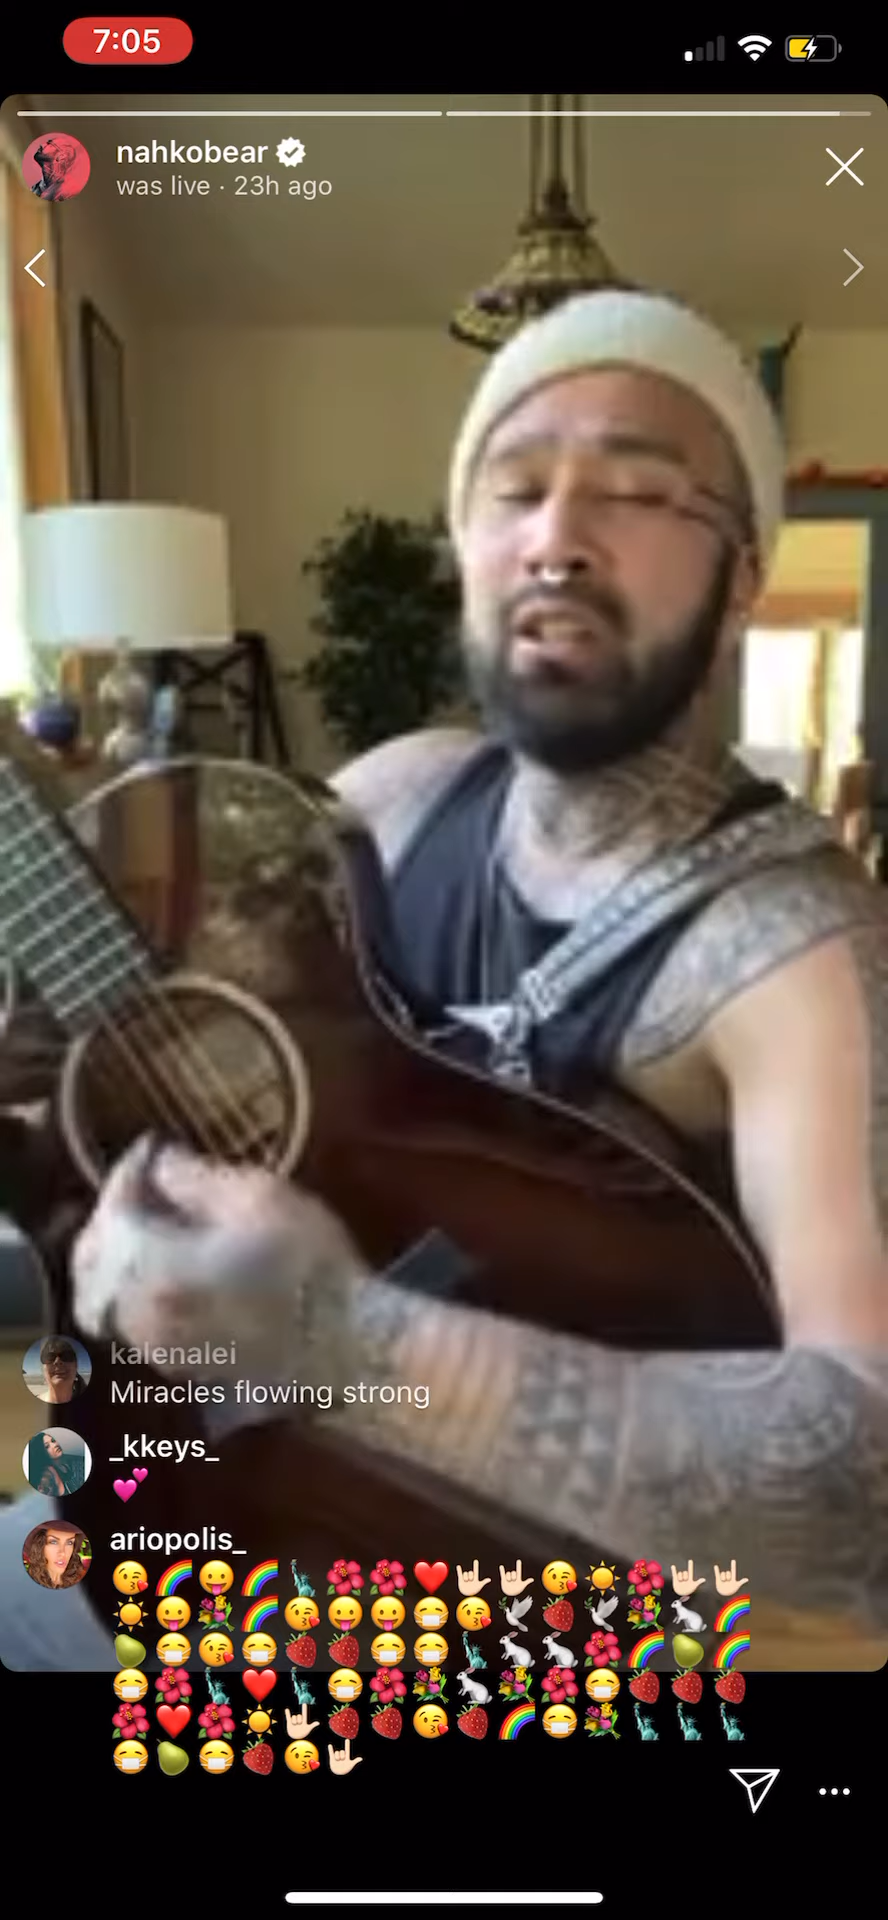 7:05
nahkobear
was live · 23h ago
kalenalei
Miracles flowing strong
_kkeys_
💕
ariopolis_
😘🌈😛🌈🗽🌺🌺❤️🤟🏻🤟🏻😘☀️🌺🤟🏻🤟🏻
☀️😛💐🌈😘😛😛😷😘🕊🍓🕊💐🐇🌈
🍐😷😘😷🍓🍓😷😷🗽🐇🐇🌺🌈🍐🌈
😷🌺🗽❤️🗽😷🌺💐🐇💐🌺😷🍓🍓🍓
🌺❤️🌺☀️🤟🏻🍓🍓😘🍓🌈😷💐🗽🗽🗽
😷🍐😷🍓😘🤟🏻